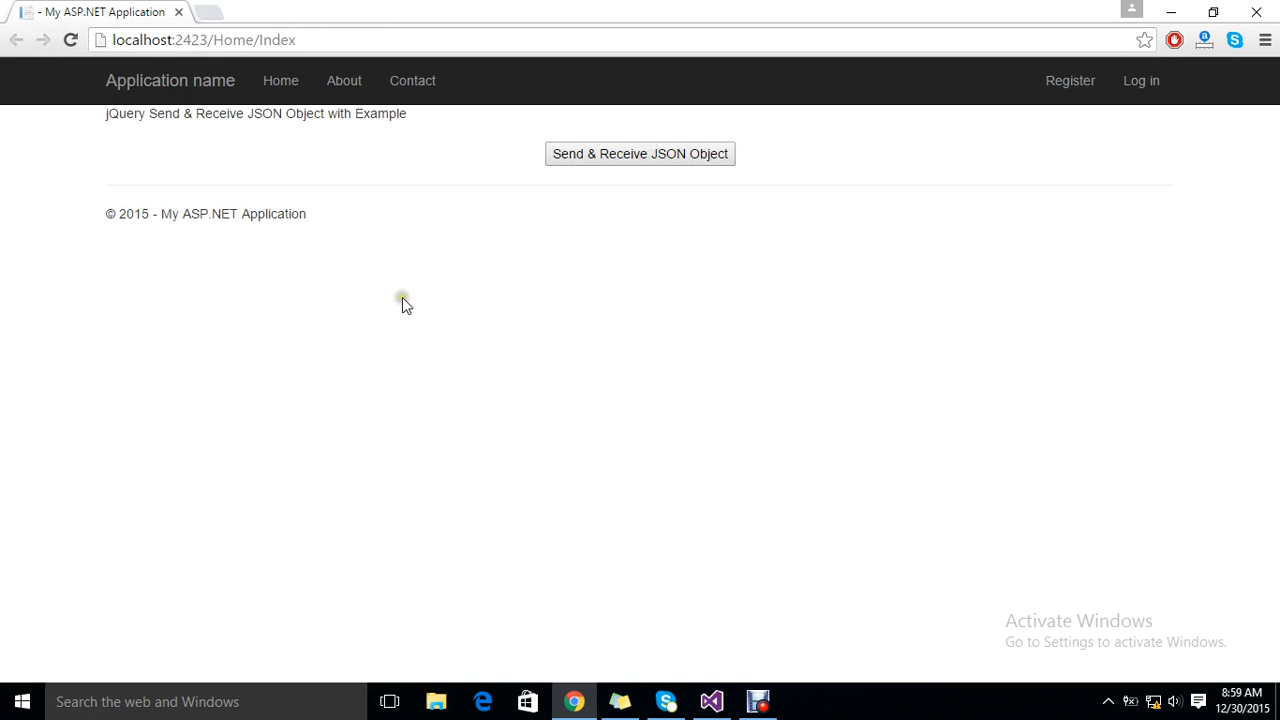 - My ASP.NET Application
localhost:2423/Home/Index
Application name Home About Contact Register Log in
jQuery Send & Receive JSON Object with Example
Send & Receive JSON Object
© 2015 - My ASP.NET Application
Activate Windows
Go to Settings to activate Windows.
Search the web and Windows
8:59 AM
12/30/2015